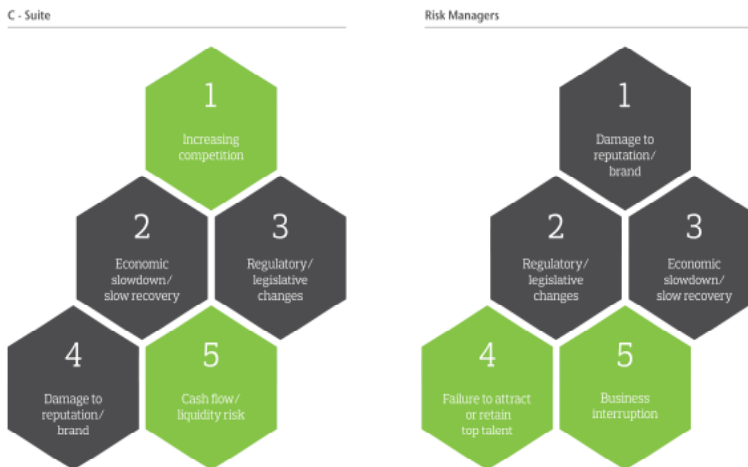 C - Suite
1
Increasing
competition
2
Economic
slowdown/
slow recovery
3
Regulatory/
legislative
changes
4
Damage to
reputation/
brand
5
Cash flow/
liquidity risk
Risk Managers
1
Damage to
reputation/
brand
2
Regulatory/
legislative
changes
3
Economic
slowdown/
slow recovery
4
Failure to attract
or retain
top talent
5
Business
interruption